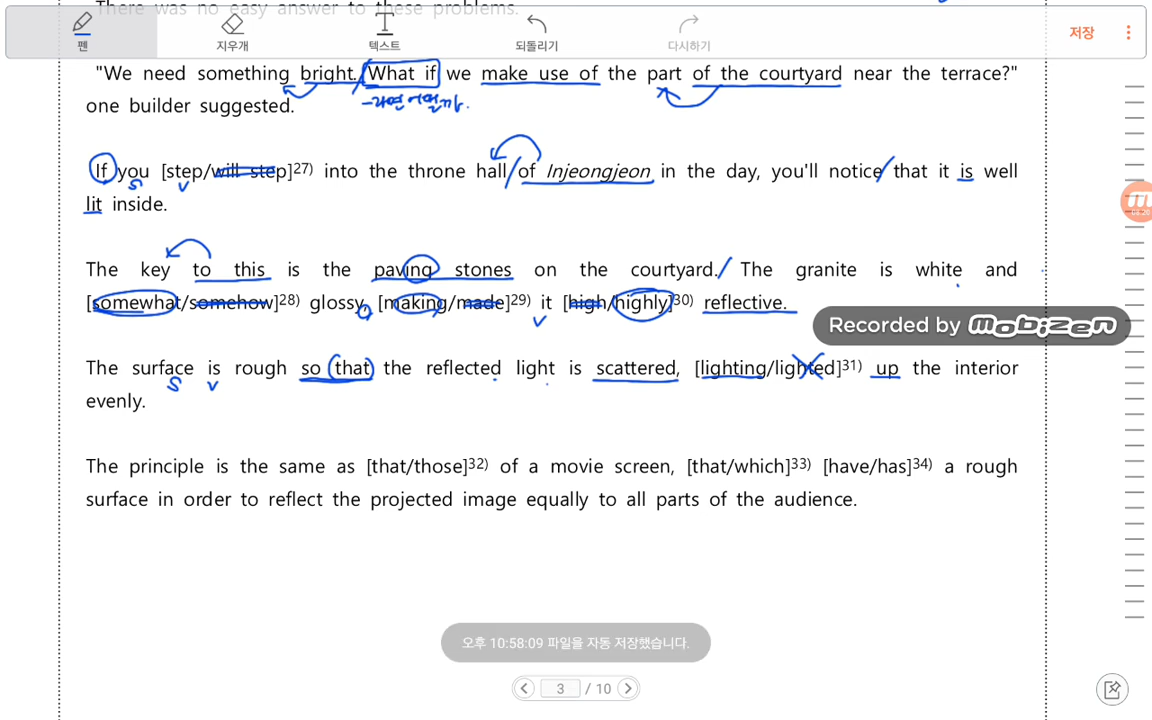 There was no easy answer to these problems.
펜 지우개 텍스트 되돌리기 다시하기 저장
"We need something bright. What if we make use of the part of the courtyard near the terrace?"
one builder suggested.
If you [step/will step]27) into the throne hall of Injeongjeon in the day, you'll notice that it is well
lit inside.
The key to this is the paving stones on the courtyard. The granite is white and
[somewhat/somehow]28) glossy, [making/made]29) it [high/highly]30) reflective.
Recorded by mobizen
The surface is rough so that the reflected light is scattered, [lighting/lighted]31) up the interior
S V
evenly.
The principle is the same as [that/those]32) of a movie screen, [that/which]33) [have/has]34) a rough
surface in order to reflect the projected image equally to all parts of the audience.
오후 10:58:09 파일을 자동 저장했습니다.
3 / 10